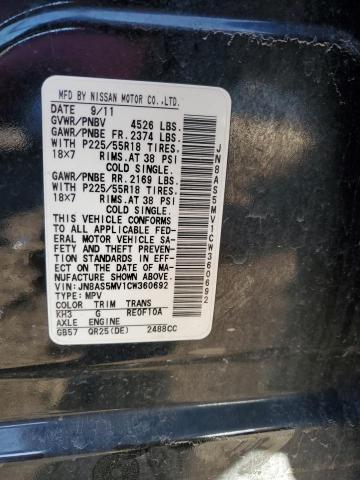 MFD BY NISSAN MOTOR CO.,LTD.
DATE 9/11
GVWR/PNBV 4526 LBS.
GAWR/PNBE FR. 2374 LBS.
WITH P225/55R18 TIRES,
18X7 RIMS. AT 38 PSI
COLD SINGLE.
GAWR/PNBE RR. 2169 LBS.
WITH P225/55R18 TIRES,
18X7 RIMS. AT 38 PSI
COLD SINGLE.
THIS VEHICLE CONFORMS
TO ALL APPLICABLE FED-
ERAL MOTOR VEHICLE SA-
FETY AND THEFT PREVENTION
STANDARDS IN EFFECT ON
THE DATE OF MA-
NUFACTURE SHOWN ABOVE.
VIN: JN8AS5MV1CW360692
TYPE: MPV
COLOR TRIM TRANS
KH3 G RE0F10A
AXLE ENGINE
GB57 QR25(DE) 2488CC
JN8AS5MV1CW360692